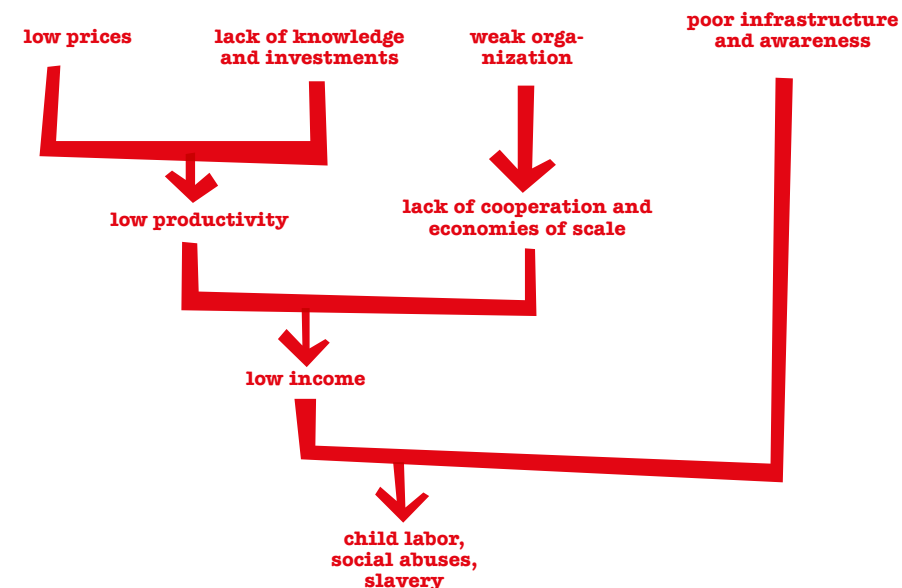 low prices
lack of knowledge
and investments
weak orga-
nization
poor infrastructure
and awareness
low productivity
lack of cooperation and
economies of scale
low income
child labor,
social abuses,
slavery